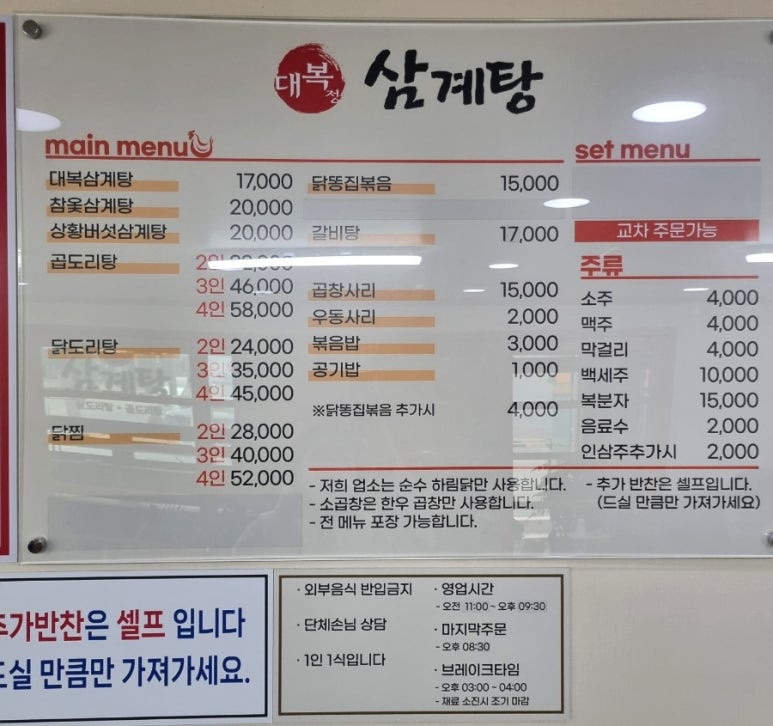 대복정 삼계탕
main menu
대복삼계탕 17,000
참옻삼계탕 20,000
상황버섯삼계탕 20,000
곱도리탕 2인
3인 46,000
4인 58,000
닭도리탕 2인 24,000
3인 35,000
4인 45,000
닭찜 2인 28,000
3인 40,000
4인 52,000
닭똥집볶음 15,000
갈비탕 17,000
곱창사리 15,000
우동사리 2,000
볶음밥 3,000
공기밥 1,000
※닭똥집볶음 추가시 4,000
- 저희 업소는 순수 하림닭만 사용합니다.
- 소곱창은 한우 곱창만 사용합니다.
- 전 메뉴 포장 가능합니다.
set menu
교차 주문가능
주류
소주 4,000
맥주 4,000
막걸리 4,000
백세주 10,000
복분자 15,000
음료수 2,000
인삼주추가시 2,000
- 추가 반찬은 셀프입니다.
(드실 만큼만 가져가세요)
추가반찬은 셀프 입니다
드실 만큼만 가져가세요.
· 외부음식 반입금지
· 단체손님 상담
· 1인 1식입니다
· 영업시간
- 오전 11:00 ~ 오후 09:30
· 마지막주문
- 오후 08:30
· 브레이크타임
- 오후 03:00 ~ 04:00
- 재료 소진시 조기 마감